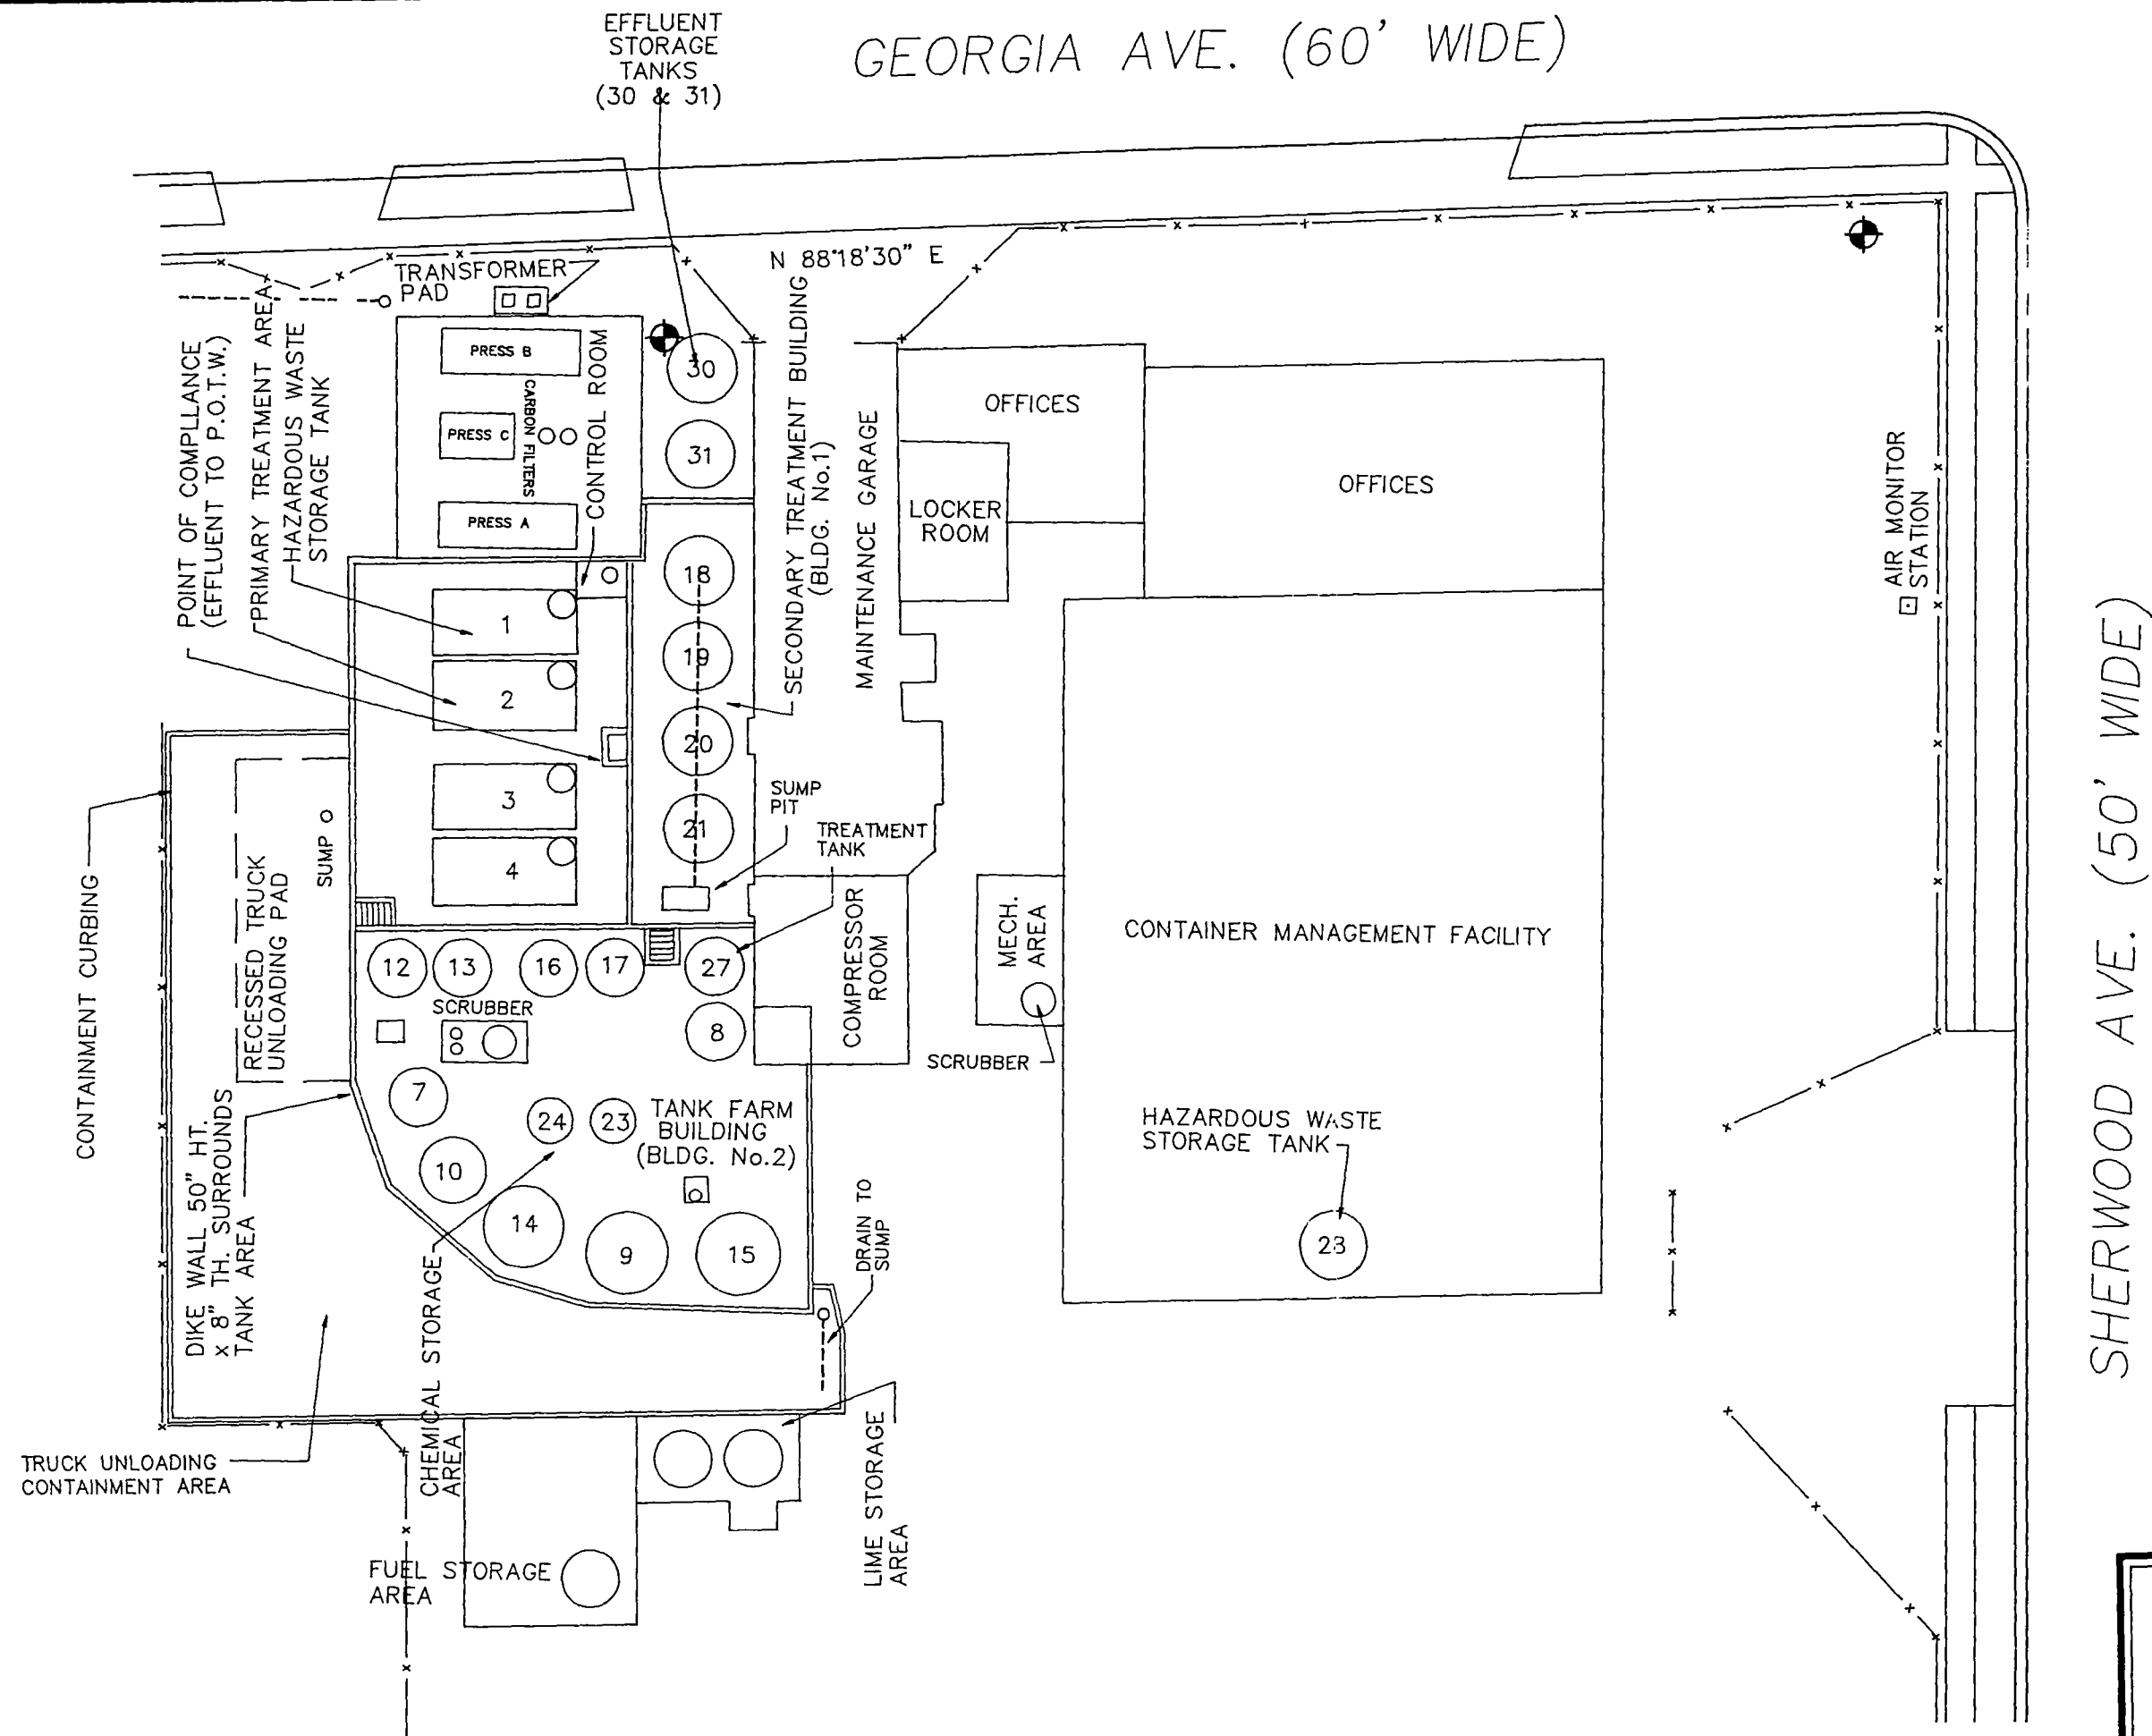 EFFLUENT
STORAGE
TANKS
(30 & 31)
GEORGIA AVE. (60' WIDE)
N 88°18'30" E
TRANSFORMER
PAD
POINT OF COMPLIANCE
(EFFLUENT TO P.O.T.W.)
PRIMARY TREATMENT AREA
HAZARDOUS WASTE
STORAGE TANK
PRESS B
PRESS C
CARBON FILTERS
PRESS A
CONTROL ROOM
30
31
SECONDARY TREATMENT BUILDING
(BLDG. No.1)
MAINTENANCE GARAGE
OFFICES
LOCKER
ROOM
OFFICES
AIR MONITOR
STATION
SHERWOOD AVE. (50' WIDE)
1
2
3
4
18
19
20
21
SUMP
PIT
TREATMENT
TANK
CONTAINMENT CURBING
RECESSED TRUCK
UNLOADING PAD
SUMP
12
13
16
17
27
8
SCRUBBER
COMPRESSOR
ROOM
MECH.
AREA
SCRUBBER
CONTAINER MANAGEMENT FACILITY
7
24
23
TANK FARM
BUILDING
(BLDG. No.2)
10
14
9
15
HAZARDOUS WASTE
STORAGE TANK
23
DIKE WALL 50" HT.
x 8" TH. SURROUNDS
TANK AREA
DRAIN TO
SUMP
CHEMICAL STORAGE
AREA
TRUCK UNLOADING
CONTAINMENT AREA
LIME STORAGE
AREA
FUEL STORAGE
AREA